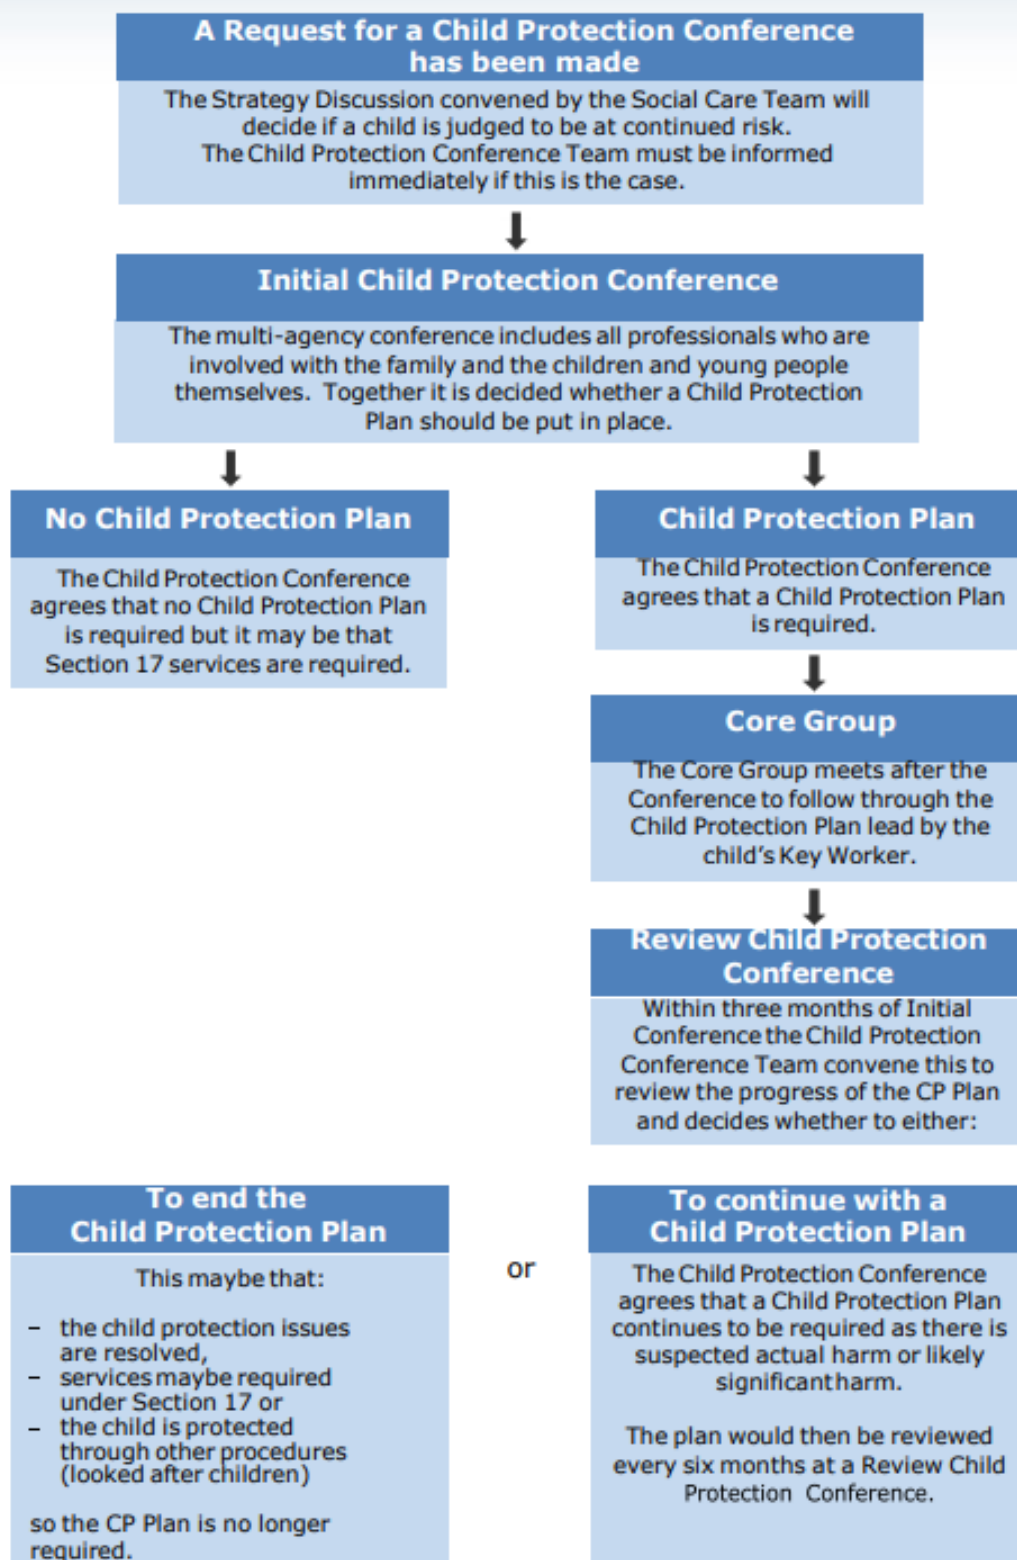 A Request for a Child Protection Conference
has been made
The Strategy Discussion convened by the Social Care Team will
decide if a child is judged to be at continued risk.
The Child Protection Conference Team must be informed
immediately if this is the case.
Initial Child Protection Conference
The multi-agency conference includes all professionals who are
involved with the family and the children and young people
themselves.  Together it is decided whether a Child Protection
Plan should be put in place.
No Child Protection Plan
The Child Protection Conference
agrees that no Child Protection Plan
is required but it may be that
Section 17 services are required.
Child Protection Plan
The Child Protection Conference
agrees that a Child Protection Plan
is required.
Core Group
The Core Group meets after the
Conference to follow through the
Child Protection Plan lead by the
child's Key Worker.
Review Child Protection
Conference
Within three months of Initial
Conference the Child Protection
Conference Team convene this to
review the progress of the CP Plan
and decides whether to either:
To end the
Child Protection Plan
This maybe that:
– the child protection issues
are resolved,
– services maybe required
under Section 17 or
– the child is protected
through other procedures
(looked after children)
so the CP Plan is no longer
required.
or
To continue with a
Child Protection Plan
The Child Protection Conference
agrees that a Child Protection Plan
continues to be required as there is
suspected actual harm or likely
significant harm.
The plan would then be reviewed
every six months at a Review Child
Protection  Conference.